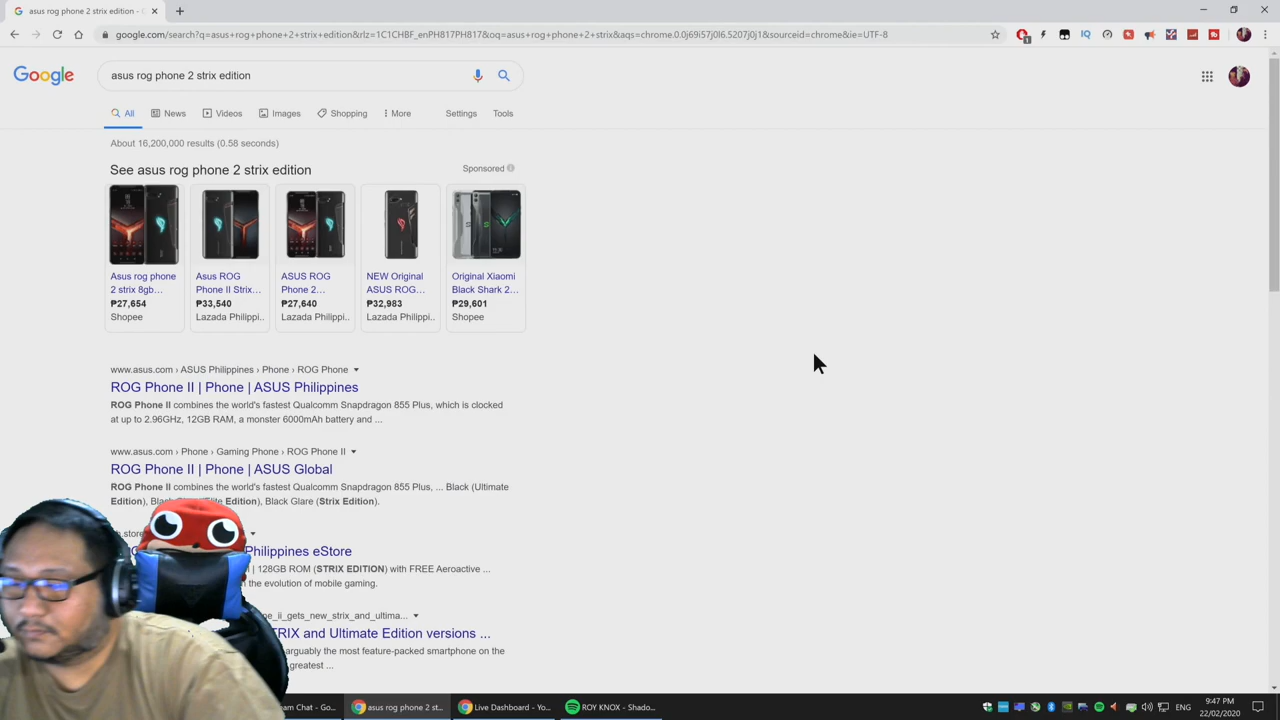 asus rog phone 2 strix edition - G
google.com/search?q=asus+rog+phone+2+strix+edition&rlz=1C1CHBF_enPH817PH817&oq=asus+rog+phone+2+strix&aqs=chrome.0.0j69i57j0l6.5207j0j1&sourceid=chrome&ie=UTF-8
1
Google
asus rog phone 2 strix edition
All
News
Videos
Images
Shopping
More
Settings
Tools
About 16,200,000 results (0.58 seconds)
See asus rog phone 2 strix edition
Sponsored
Asus rog phone 2 strix 8gb…
₱27,654
Shopee
Asus ROG Phone II Strix…
₱33,540
Lazada Philippi..
ASUS ROG Phone 2…
₱27,640
Lazada Philippi..
NEW Original ASUS ROG…
₱32,983
Lazada Philippi..
Original Xiaomi Black Shark 2…
₱29,601
Shopee
www.asus.com › ASUS Philippines › Phone › ROG Phone
ROG Phone II | Phone | ASUS Philippines
ROG Phone II combines the world's fastest Qualcomm Snapdragon 855 Plus, which is clocked
at up to 2.96GHz, 12GB RAM, a monster 6000mAh battery and ...
www.asus.com › Phone › Gaming Phone › ROG Phone II
ROG Phone II | Phone | ASUS Global
ROG Phone II combines the world's fastest Qualcomm Snapdragon 855 Plus, ... Black (Ultimate
Edition), Edition), Black Glare (Strix Edition).
Philippines eStore
| 128GB ROM (STRIX EDITION) with FREE Aeroactive ...
the evolution of mobile gaming.
ne_ii_gets_new_strix_and_ultima...
and Ultimate Edition versions ...
arguably the most feature-packed smartphone on the
greatest ...
Chat - Go...
asus rog phone 2 st...
Live Dashboard - Yo...
ROY KNOX - Shado...
ENG
9:47 PM
22/02/2020